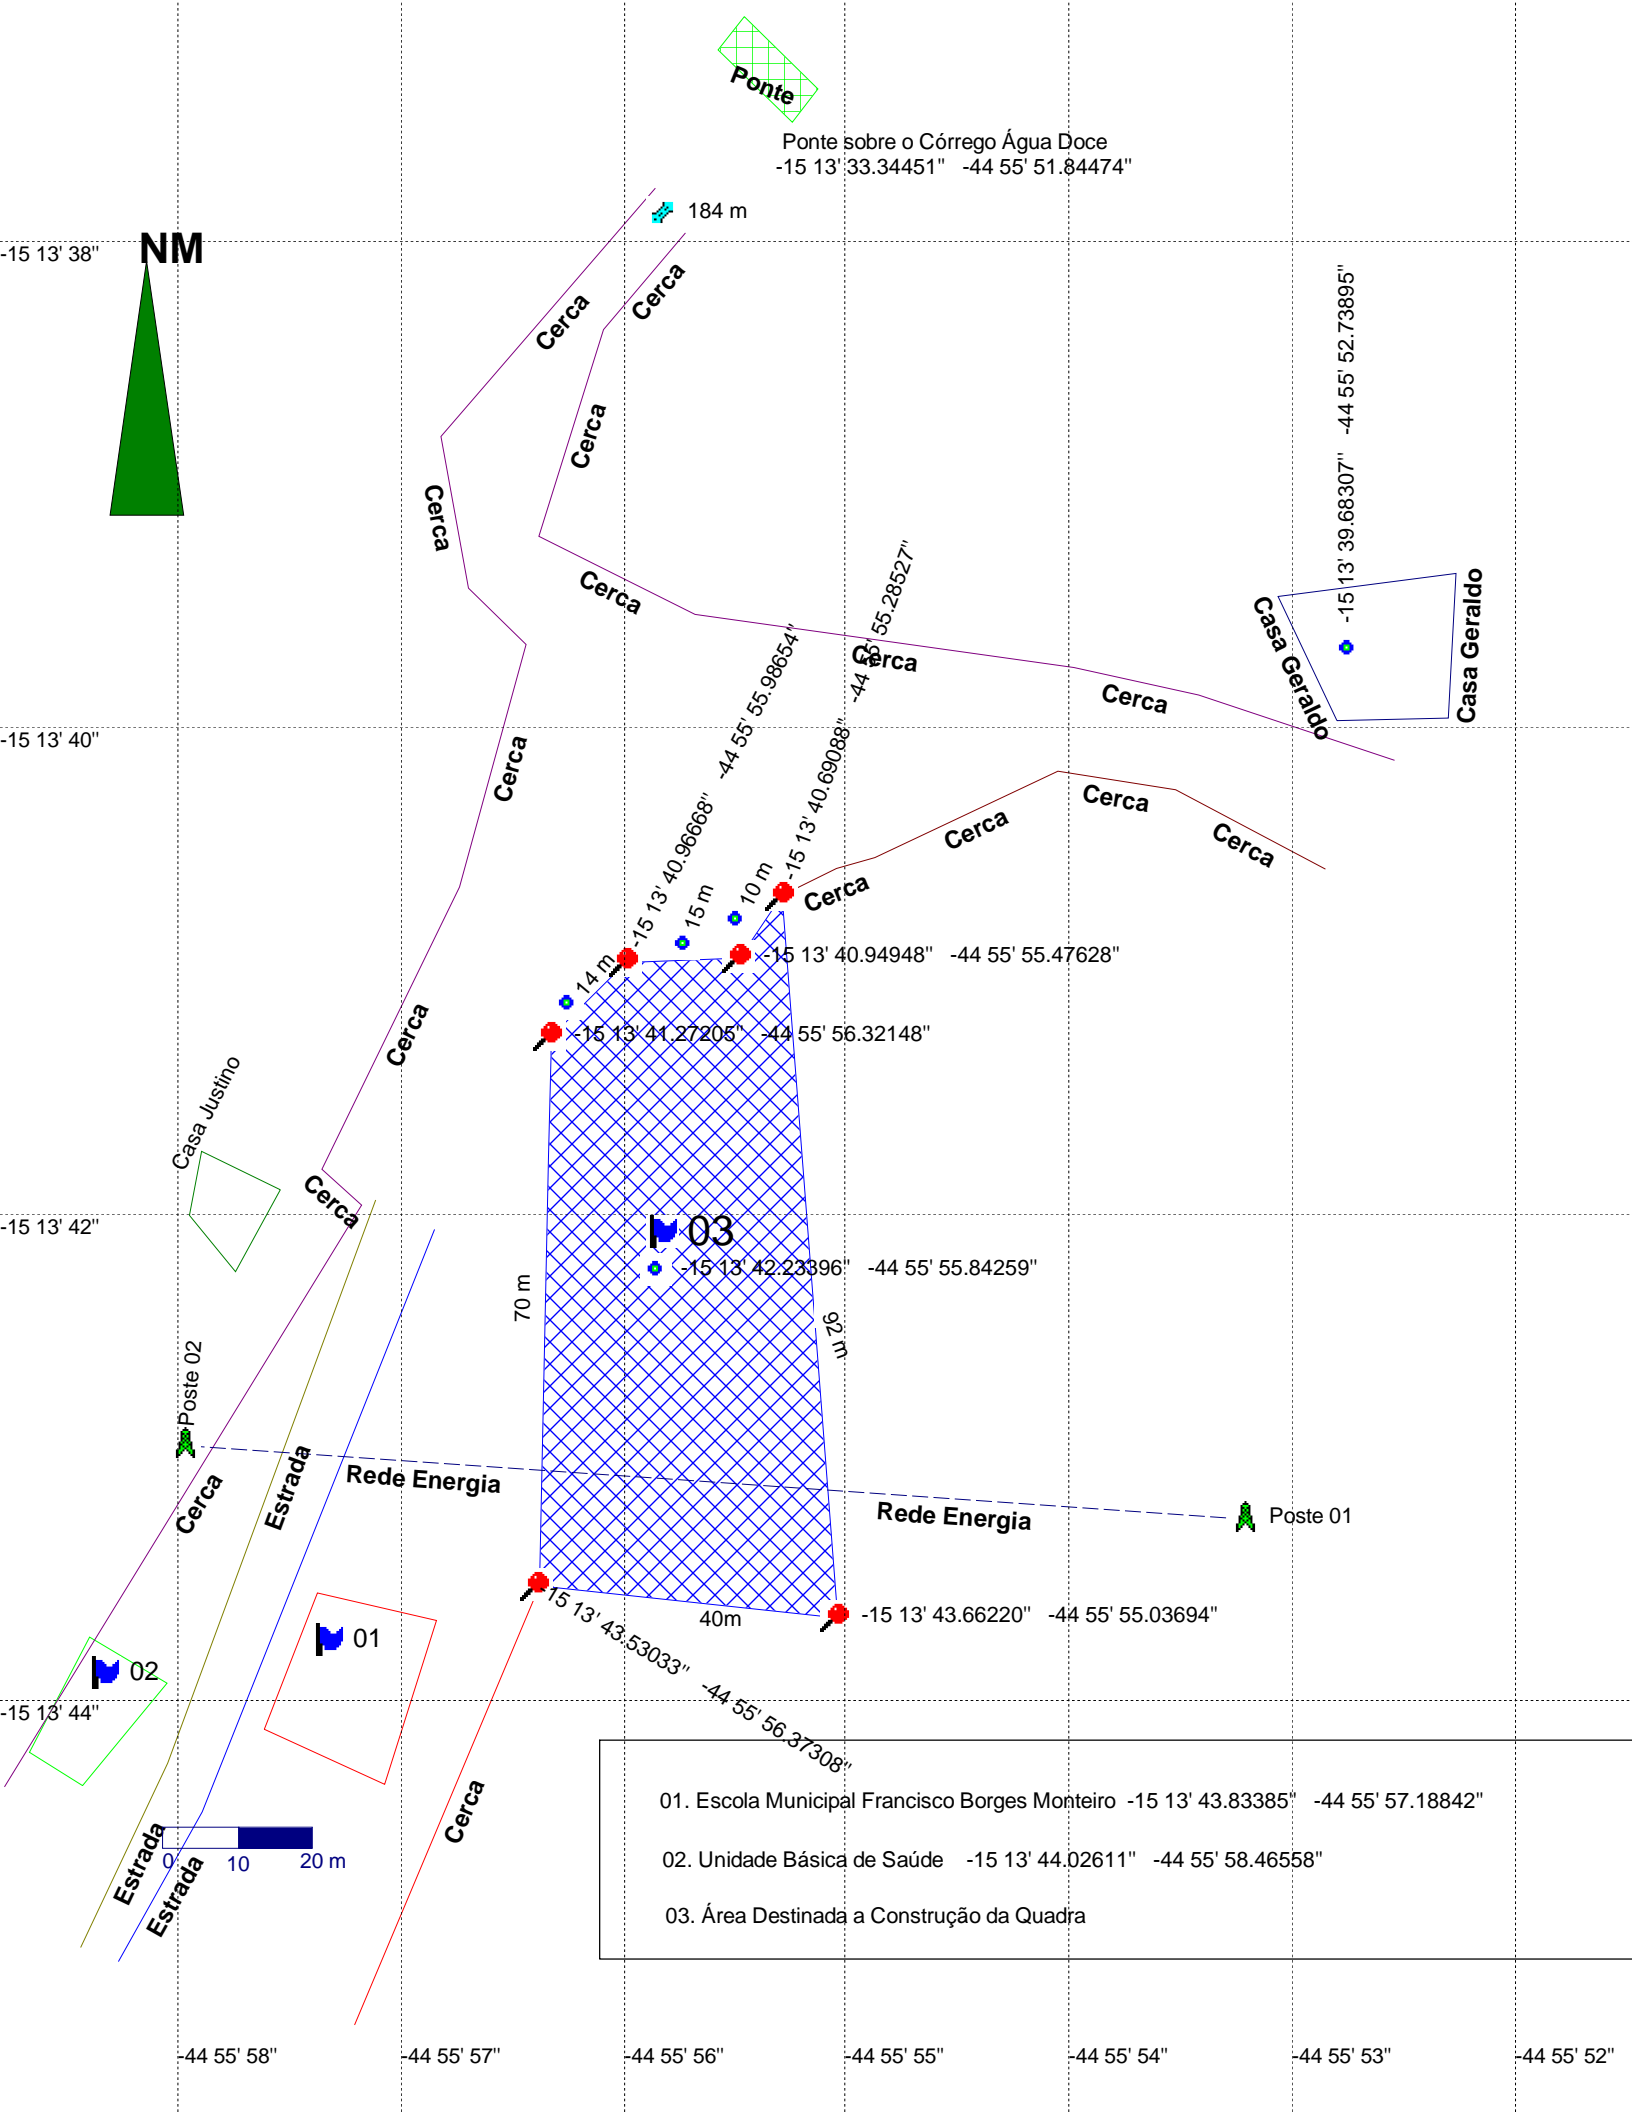 Ponte
Ponte sobre o Córrego Água Doce
-15 13' 33.34451" -44 55' 51.84474"
184 m
NM
-15 13' 38"
Cerca
Cerca
Cerca
Cerca
Cerca
Cerca
Cerca
-15 13' 39.68307" -44 55' 52.73895"
Casa Geraldo
Casa Geraldo
-15 13' 40"
Cerca
-15 13' 40.96668" -44 55' 55.98654"
-15 13' 40.69088" -44 55' 55.28527"
Cerca
Cerca
Cerca
Cerca
10 m
15 m
14 m
-15 13' 40.94948" -44 55' 55.47628"
-15 13' 41.27205" -44 55' 56.32148"
Cerca
Casa Justino
Cerca
-15 13' 42"
03
-15 13' 42.23396" -44 55' 55.84259"
70 m
92 m
Poste 02
Rede Energia
Rede Energia
Poste 01
Cerca
Estrada
40m
-15 13' 43.53033" -44 55' 56.37308"
-15 13' 43.66220" -44 55' 55.03694"
01
02
-15 13' 44"
Cerca
01. Escola Municipal Francisco Borges Monteiro -15 13' 43.83385" -44 55' 57.18842"
02. Unidade Básica de Saúde -15 13' 44.02611" -44 55' 58.46558"
03. Área Destinada a Construção da Quadra
Estrada
Estrada
0 10 20 m
-44 55' 58" -44 55' 57" -44 55' 56" -44 55' 55" -44 55' 54" -44 55' 53" -44 55' 52"